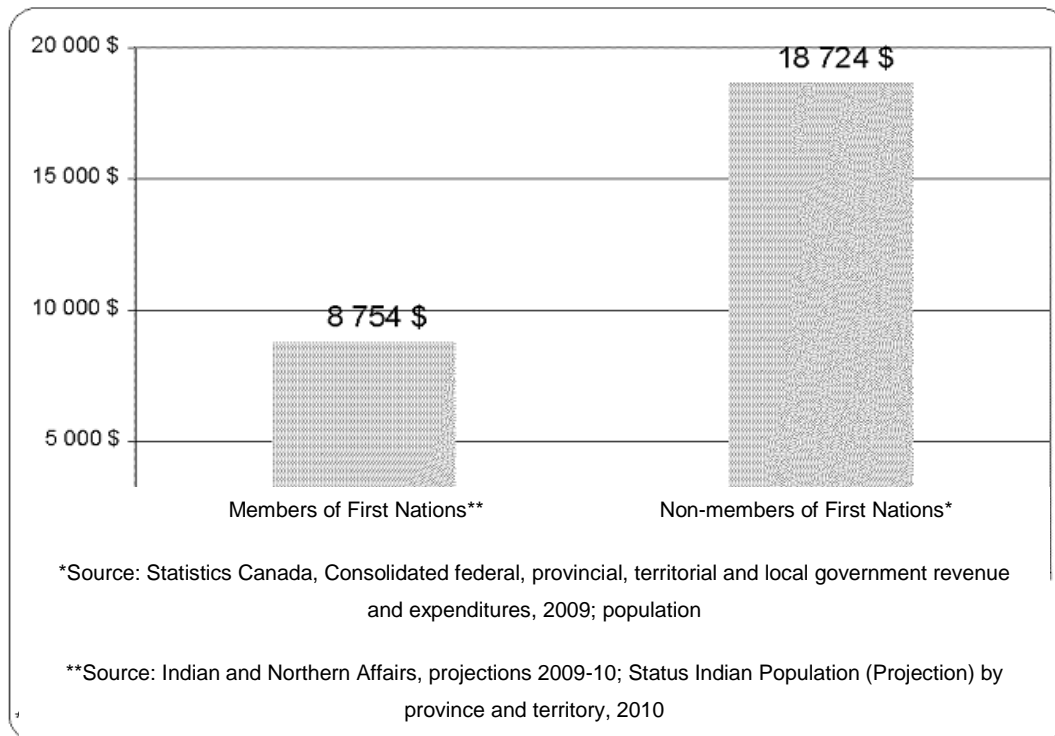 20 000 $
18 724 $
15 000 $
10 000 $
8 754 $
5 000 $
Members of First Nations**
Non-members of First Nations*
*Source: Statistics Canada, Consolidated federal, provincial, territorial and local government revenue
and expenditures, 2009; population
**Source: Indian and Northern Affairs, projections 2009-10; Status Indian Population (Projection) by
province and territory, 2010